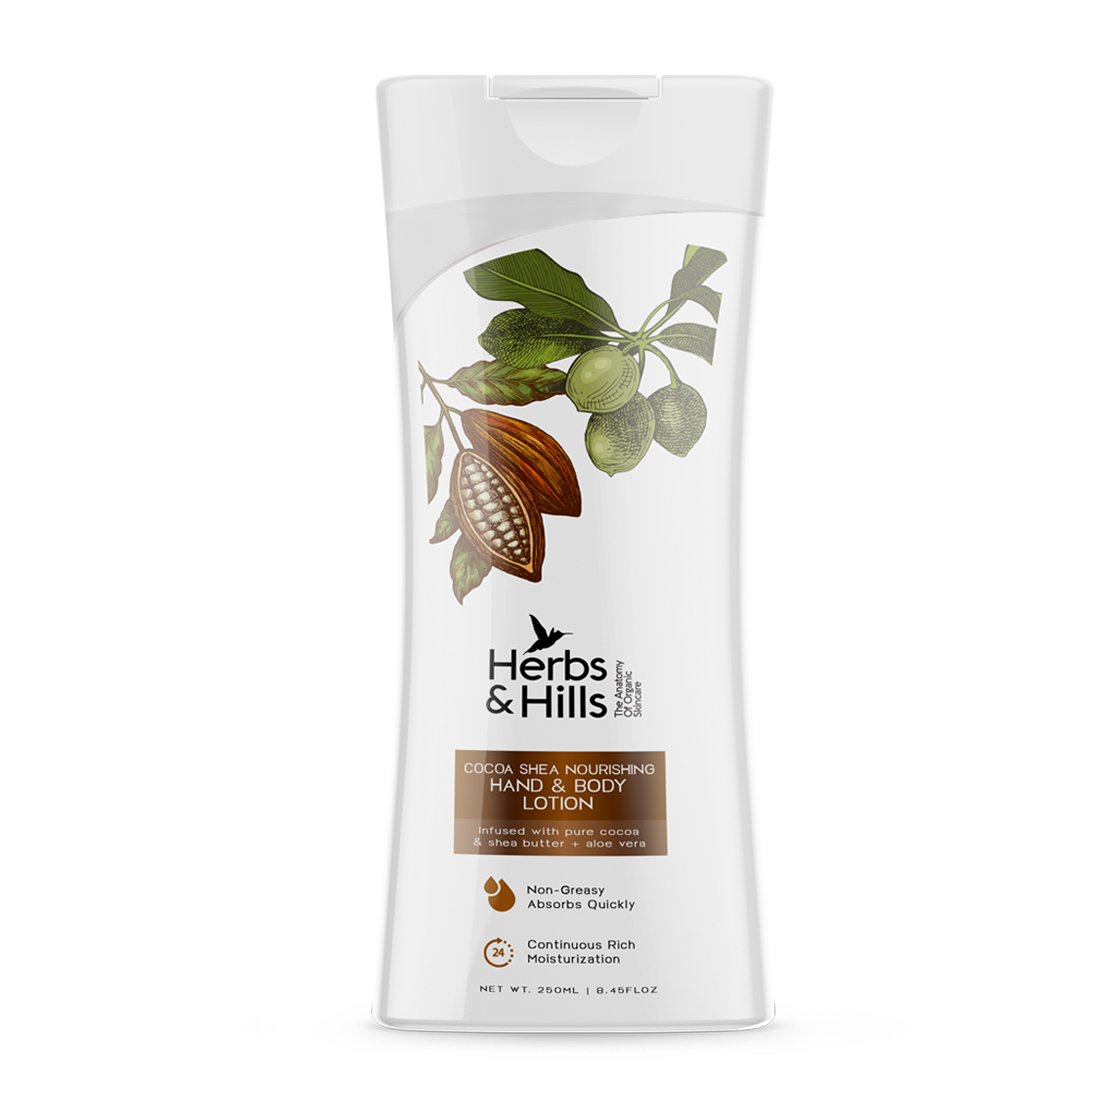 Herbs
& Hills
The Anatomy
Of Organic
Skincare
COCOA SHEA NOURISHING
HAND & BODY
LOTION
Infused with pure cocoa
& shea butter + aloe vera
Non-Greasy
Absorbs Quickly
24
Continuous Rich
Moisturization
NET WT. 250ML | 8.45FLOZ